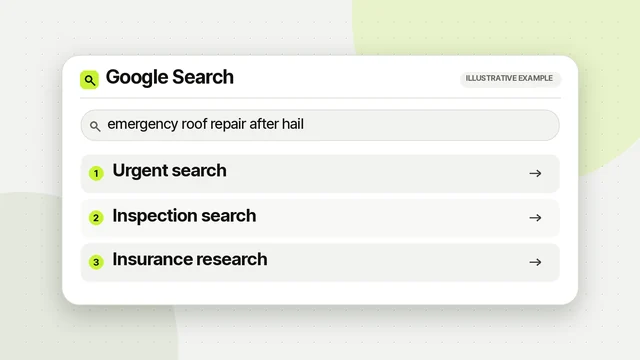 Google Search
ILLUSTRATIVE EXAMPLE
emergency roof repair after hail
1 Urgent search
2 Inspection search
3 Insurance research